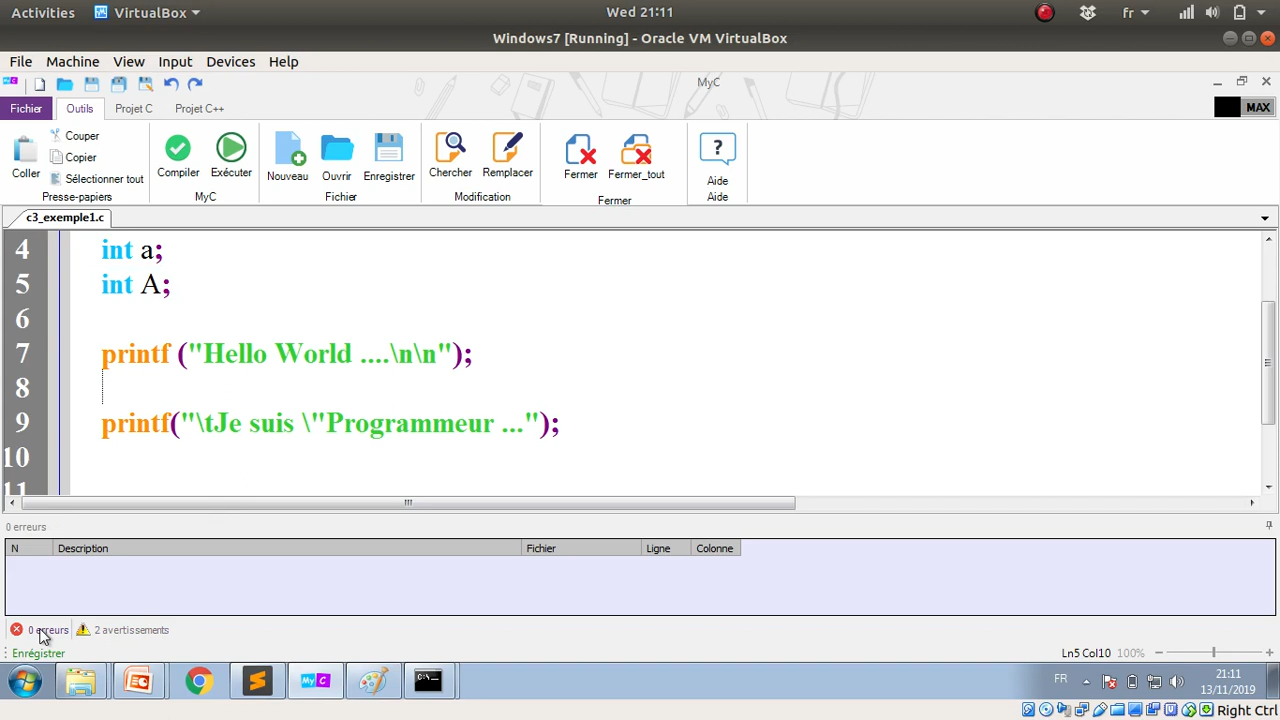 Activities VirtualBox Wed 21:11 fr
Windows7 [Running] - Oracle VM VirtualBox
File Machine View Input Devices Help
MyC
Fichier Outils Projet C Projet C++ MAX
Coller Couper Copier Sélectionner tout
Compiler Exécuter Nouveau Ouvrir Enregistrer Chercher Remplacer Fermer Fermer_tout Aide
Presse-papiers MyC Fichier Modification Fermer Aide
c3_exemple1.c
4 int a;
5 int A;
6
7 printf ("Hello World ....\n\n");
8
9 printf("\tJe suis \"Programmeur ...");
10
11
0 erreurs
N Description Fichier Ligne Colonne
0 erreurs 2 avertissements
Enrégistrer Ln5 Col10 100%
MyC C:\_ FR 21:11
13/11/2019
Right Ctrl